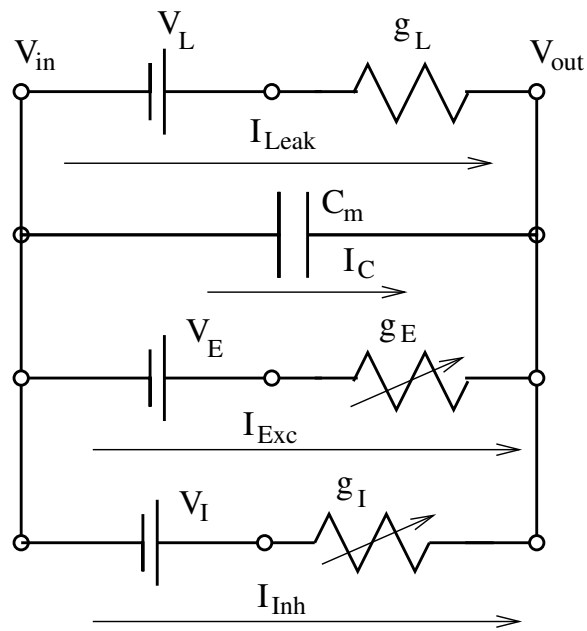 V_L
g_L
V_in
V_out
I_Leak
C_m
I_C
V_E
g_E
I_Exc
V_I
g_I
I_Inh